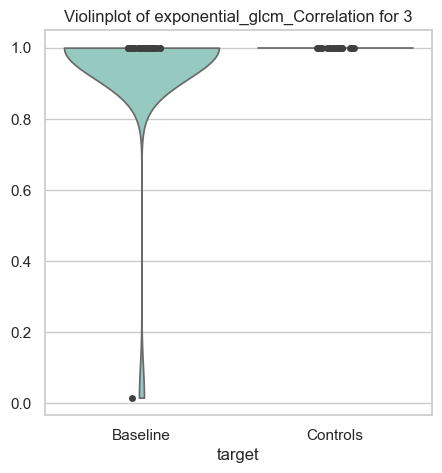 Violinplot of exponential_glcm_Correlation for 3
1.0
0.8
0.6
0.4
0.2
0.0
Baseline Controls
target